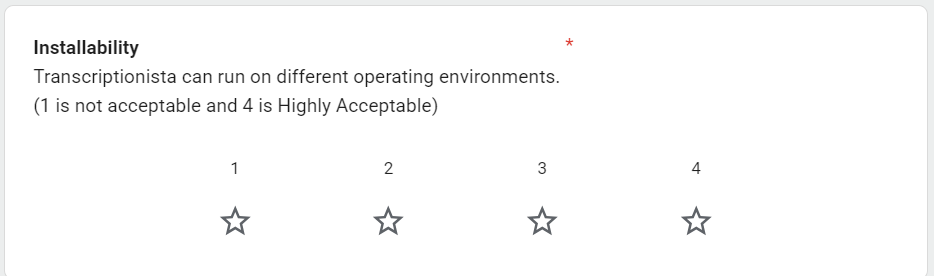 Installability *
Transcriptionista can run on different operating environments.
(1 is not acceptable and 4 is Highly Acceptable)
1 2 3 4